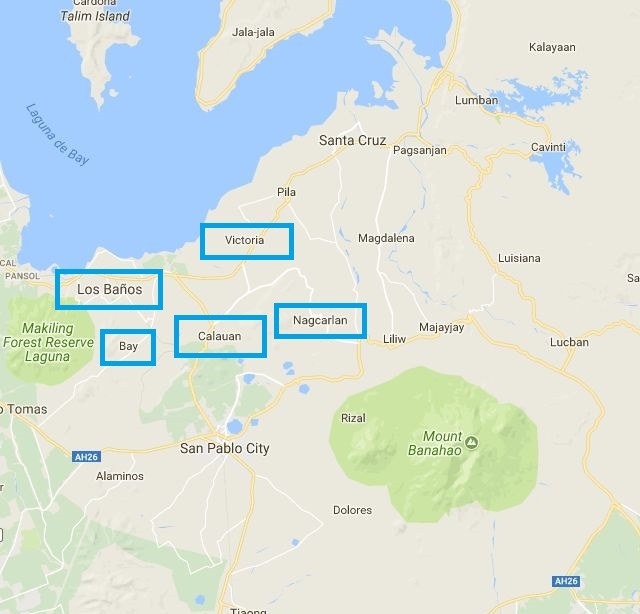 Cardona
Talim Island
Jala-jala
Kalayaan
Lumban
Laguna de Bay
Santa Cruz
Pagsanjan
Cavinti
Pila
Victoria
Magdalena
Luisiana
CAL
PANSOL
Los Baños
Makiling
Forest Reserve
Laguna
Bay
Calauan
Nagcarlan
Liliw
Majayjay
Lucban
o Tomas
Rizal
Mount
Banahao
San Pablo City
AH26
Alaminos
Dolores
AH26
Tiaong